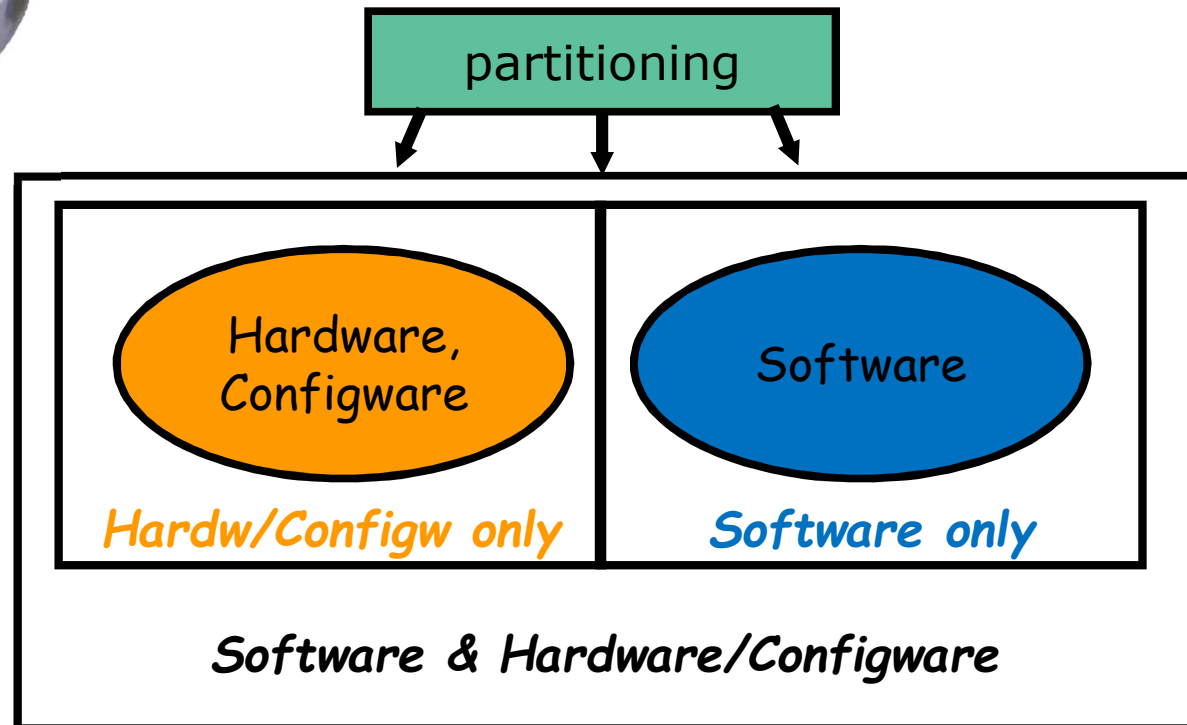 partitioning
Hardware,
Configware
Software
Hardw/Configw only
Software only
Software & Hardware/Configware